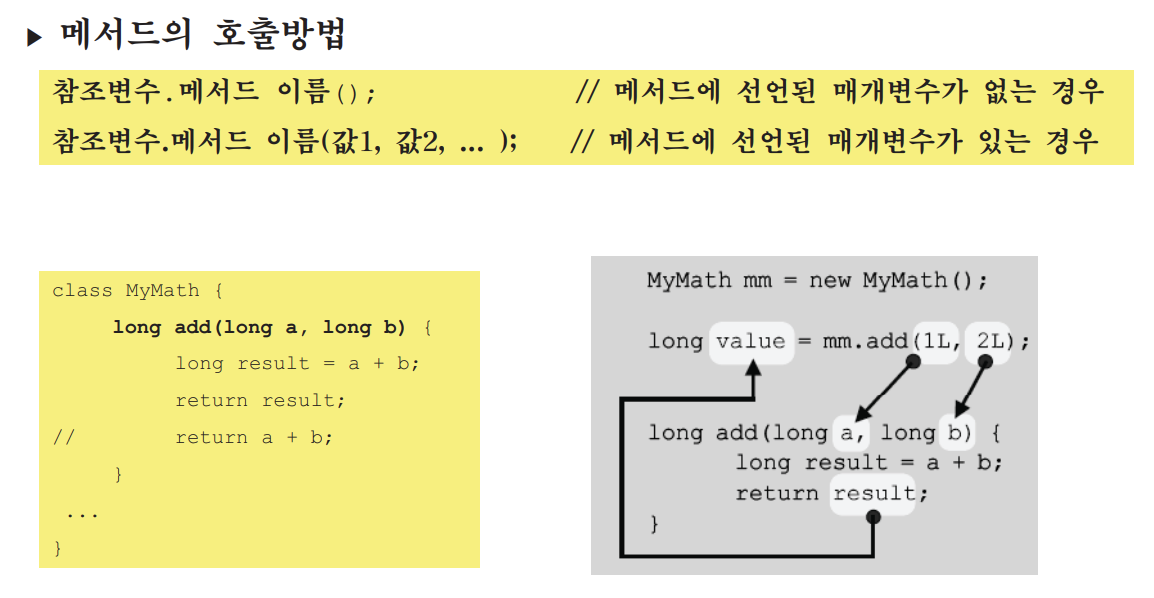 ▶ 메서드의 호출방법
참조변수.메서드 이름(); // 메서드에 선언된 매개변수가 없는 경우
참조변수.메서드 이름(값1, 값2, ... ); // 메서드에 선언된 매개변수가 있는 경우
class MyMath {
long add(long a, long b) {
long result = a + b;
return result;
// return a + b;
}
...
}
MyMath mm = new MyMath();
long value = mm.add(1L, 2L);
long add(long a, long b) {
long result = a + b;
return result;
}